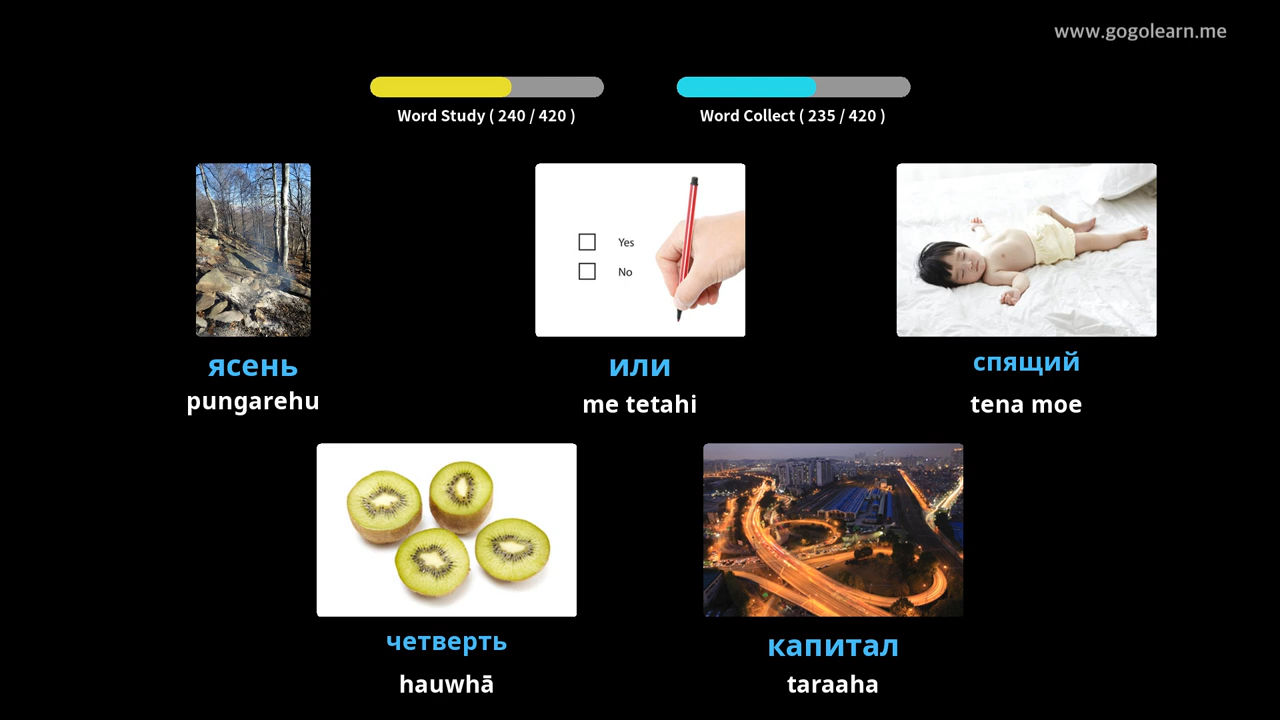 www.gogolearn.me
Word Study ( 240 / 420 )
Word Collect ( 235 / 420 )
Yes
No
ясень
pungarehu
или
me tetahi
спящий
tena moe
четверть
hauwhā
капитал
taraaha